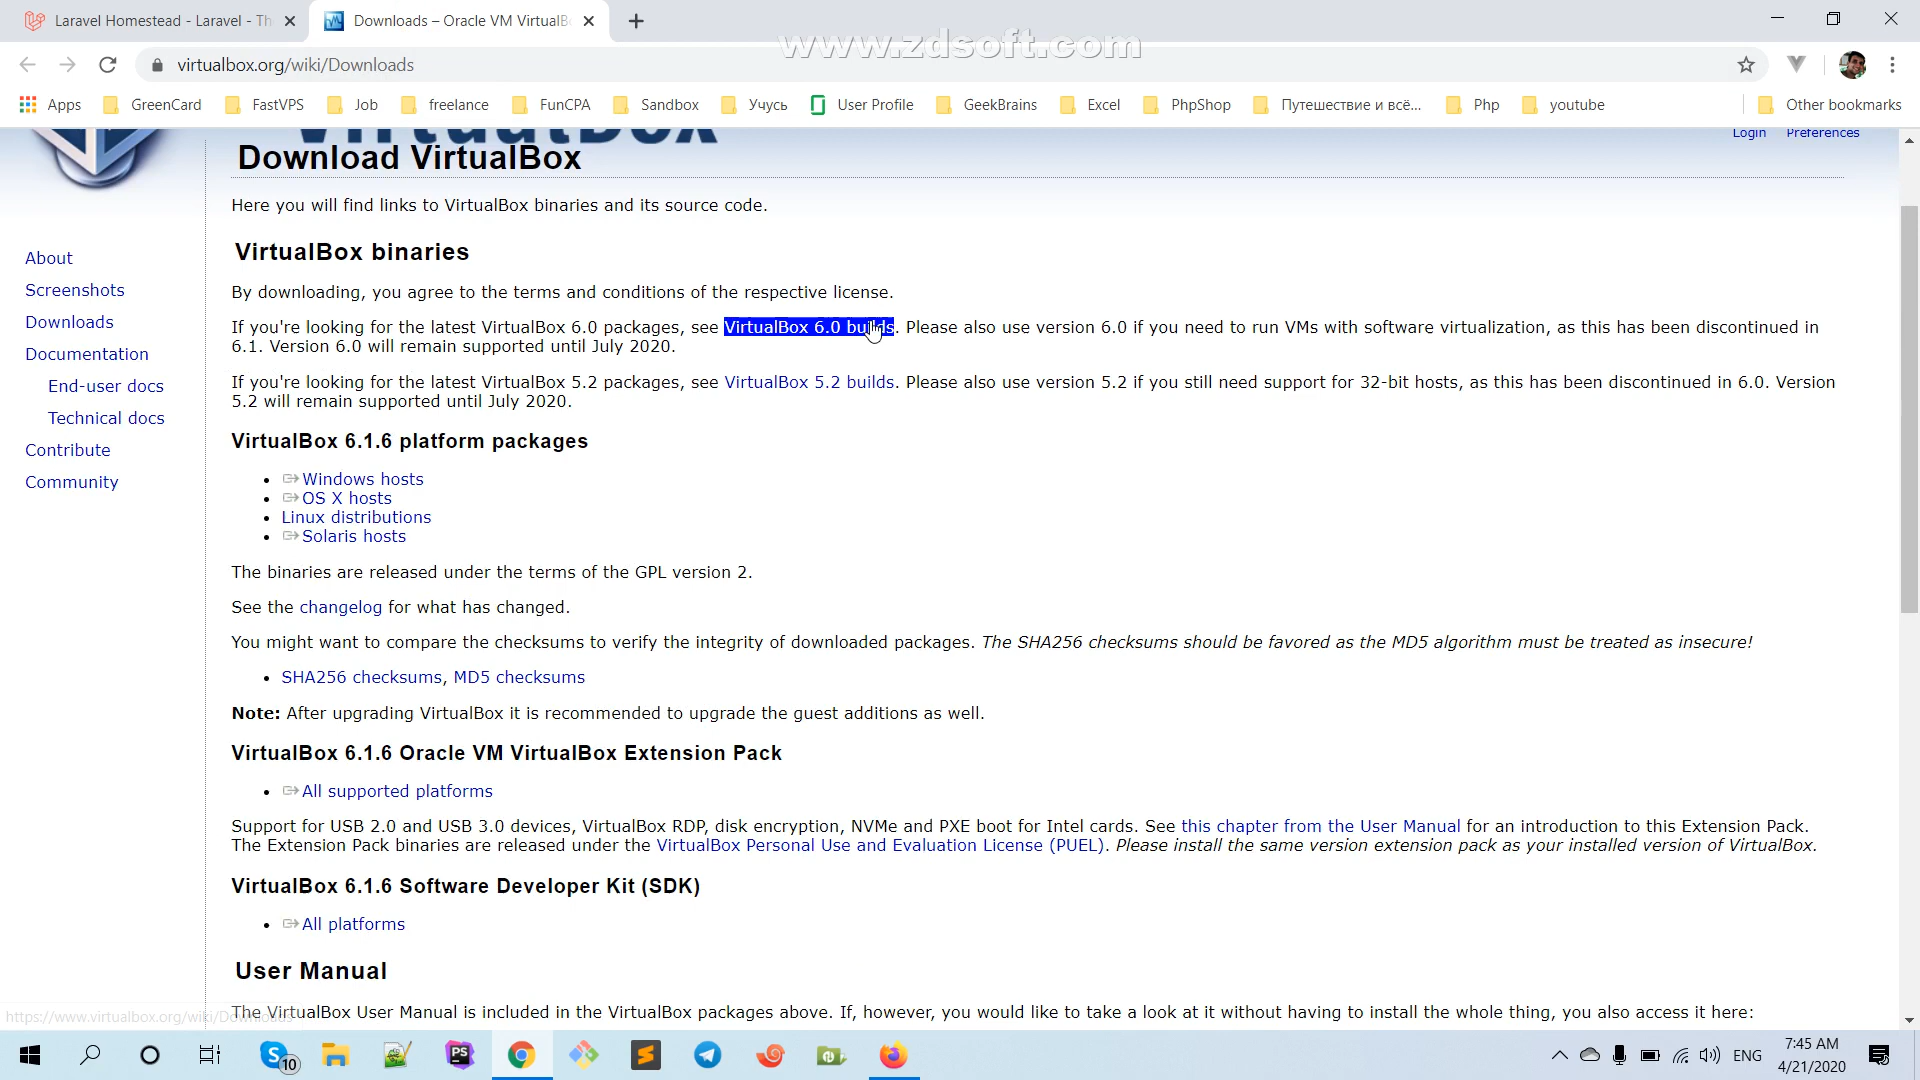 Laravel Homestead - Laravel - Th
Downloads – Oracle VM VirtualB
www.zdsoft.com
virtualbox.org/wiki/Downloads
Apps GreenCard FastVPS Job freelance FunCPA Sandbox Учусь User Profile GeekBrains Excel PhpShop Путешествие и всё... Php youtube Other bookmarks
VirtualBox
Login Preferences
Download VirtualBox
Here you will find links to VirtualBox binaries and its source code.
About
Screenshots
Downloads
Documentation
End-user docs
Technical docs
Contribute
Community
VirtualBox binaries
By downloading, you agree to the terms and conditions of the respective license.
If you're looking for the latest VirtualBox 6.0 packages, see VirtualBox 6.0 builds. Please also use version 6.0 if you need to run VMs with software virtualization, as this has been discontinued in
6.1. Version 6.0 will remain supported until July 2020.
If you're looking for the latest VirtualBox 5.2 packages, see VirtualBox 5.2 builds. Please also use version 5.2 if you still need support for 32-bit hosts, as this has been discontinued in 6.0. Version
5.2 will remain supported until July 2020.
VirtualBox 6.1.6 platform packages
Windows hosts
OS X hosts
Linux distributions
Solaris hosts
The binaries are released under the terms of the GPL version 2.
See the changelog for what has changed.
You might want to compare the checksums to verify the integrity of downloaded packages. The SHA256 checksums should be favored as the MD5 algorithm must be treated as insecure!
SHA256 checksums, MD5 checksums
Note: After upgrading VirtualBox it is recommended to upgrade the guest additions as well.
VirtualBox 6.1.6 Oracle VM VirtualBox Extension Pack
All supported platforms
Support for USB 2.0 and USB 3.0 devices, VirtualBox RDP, disk encryption, NVMe and PXE boot for Intel cards. See this chapter from the User Manual for an introduction to this Extension Pack.
The Extension Pack binaries are released under the VirtualBox Personal Use and Evaluation License (PUEL). Please install the same version extension pack as your installed version of VirtualBox.
VirtualBox 6.1.6 Software Developer Kit (SDK)
All platforms
User Manual
The VirtualBox User Manual is included in the VirtualBox packages above. If, however, you would like to take a look at it without having to install the whole thing, you also access it here:
https://www.virtualbox.org/wiki/Downloads
10
PS
ENG
7:45 AM
4/21/2020